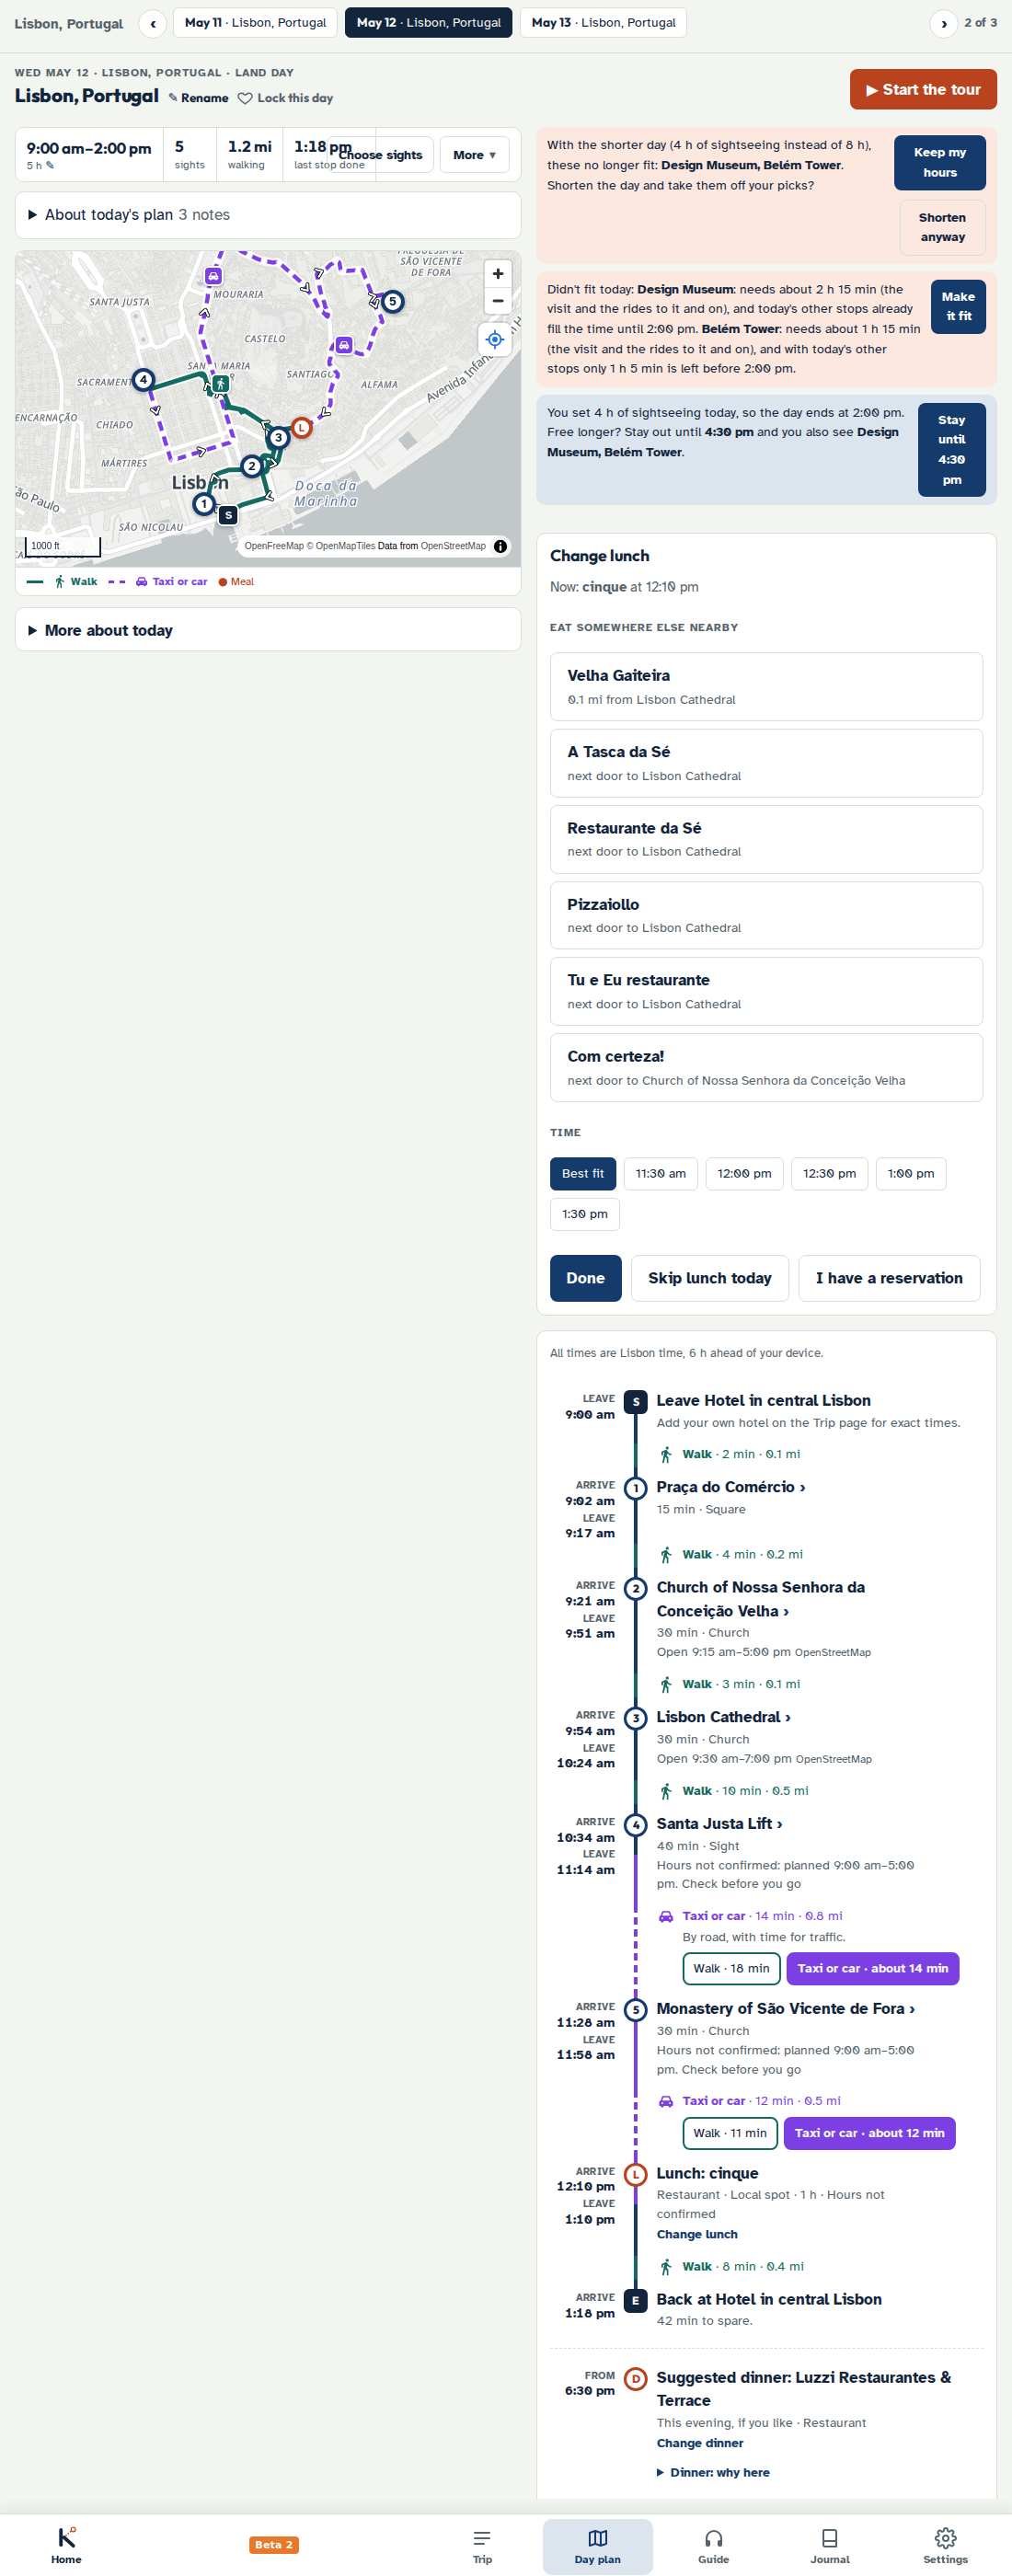 Lisbon, Portugal
‹
May 11 · Lisbon, Portugal
May 12 · Lisbon, Portugal
May 13 · Lisbon, Portugal
›
2 of 3
WED MAY 12 · LISBON, PORTUGAL · LAND DAY
Lisbon, Portugal ✎ Rename ♡ Lock this day
▶ Start the tour
9:00 am–2:00 pm
5 h ✎
5
sights
1.2 mi
walking
1:18 pm
last stop done
Choose sights
More ▾
▶ About today's plan 3 notes
FREGUESIA DE
SÃO VICENTE
DE FORA
MOURARIA
SANTA JUSTA
CASTELO
SANTIAGO
SACRAMENT
ALFAMA
ENCARNAÇÃO
CHIADO
MÁRTIRES
Lisbon
Doca da
Marinha
SÃO NICOLAU
1
2
3
4
5
L
S
+
−
1000 ft
OpenFreeMap © OpenMapTiles Data from OpenStreetMap
Walk
Taxi or car
Meal
▶ More about today
With the shorter day (4 h of sightseeing instead of 8 h),
these no longer fit: Design Museum, Belém Tower.
Shorten the day and take them off your picks?
Keep my
hours
Shorten
anyway
Didn't fit today: Design Museum: needs about 2 h 15 min (the
visit and the rides to it and on), and today's other stops already
fill the time until 2:00 pm. Belém Tower: needs about 1 h 15 min
(the visit and the rides to it and on), and with today's other
stops only 1 h 5 min is left before 2:00 pm.
Make
it fit
You set 4 h of sightseeing today, so the day ends at 2:00 pm.
Free longer? Stay out until 4:30 pm and you also see Design
Museum, Belém Tower.
Stay
until
4:30
pm
Change lunch
Now: cinque at 12:10 pm
EAT SOMEWHERE ELSE NEARBY
Velha Gaiteira
0.1 mi from Lisbon Cathedral
A Tasca da Sé
next door to Lisbon Cathedral
Restaurante da Sé
next door to Lisbon Cathedral
Pizzaiollo
next door to Lisbon Cathedral
Tu e Eu restaurante
next door to Lisbon Cathedral
Com certeza!
next door to Church of Nossa Senhora da Conceição Velha
TIME
Best fit
11:30 am
12:00 pm
12:30 pm
1:00 pm
1:30 pm
Done
Skip lunch today
I have a reservation
All times are Lisbon time, 6 h ahead of your device.
LEAVE
9:00 am
S
Leave Hotel in central Lisbon
Add your own hotel on the Trip page for exact times.
Walk · 2 min · 0.1 mi
ARRIVE
9:02 am
LEAVE
9:17 am
1
Praça do Comércio ›
15 min · Square
Walk · 4 min · 0.2 mi
ARRIVE
9:21 am
LEAVE
9:51 am
2
Church of Nossa Senhora da
Conceição Velha ›
30 min · Church
Open 9:15 am–5:00 pm OpenStreetMap
Walk · 3 min · 0.1 mi
ARRIVE
9:54 am
LEAVE
10:24 am
3
Lisbon Cathedral ›
30 min · Church
Open 9:30 am–7:00 pm OpenStreetMap
Walk · 10 min · 0.5 mi
ARRIVE
10:34 am
LEAVE
11:14 am
4
Santa Justa Lift ›
40 min · Sight
Hours not confirmed: planned 9:00 am–5:00
pm. Check before you go
Taxi or car · 14 min · 0.8 mi
By road, with time for traffic.
Walk · 18 min
Taxi or car · about 14 min
ARRIVE
11:28 am
LEAVE
11:58 am
5
Monastery of São Vicente de Fora ›
30 min · Church
Hours not confirmed: planned 9:00 am–5:00
pm. Check before you go
Taxi or car · 12 min · 0.5 mi
Walk · 11 min
Taxi or car · about 12 min
ARRIVE
12:10 pm
LEAVE
1:10 pm
L
Lunch: cinque
Restaurant · Local spot · 1 h · Hours not
confirmed
Change lunch
Walk · 8 min · 0.4 mi
ARRIVE
1:18 pm
E
Back at Hotel in central Lisbon
42 min to spare.
FROM
6:30 pm
D
Suggested dinner: Luzzi Restaurantes &
Terrace
This evening, if you like · Restaurant
Change dinner
▶ Dinner: why here
Home
Beta 2
Trip
Day plan
Guide
Journal
Settings